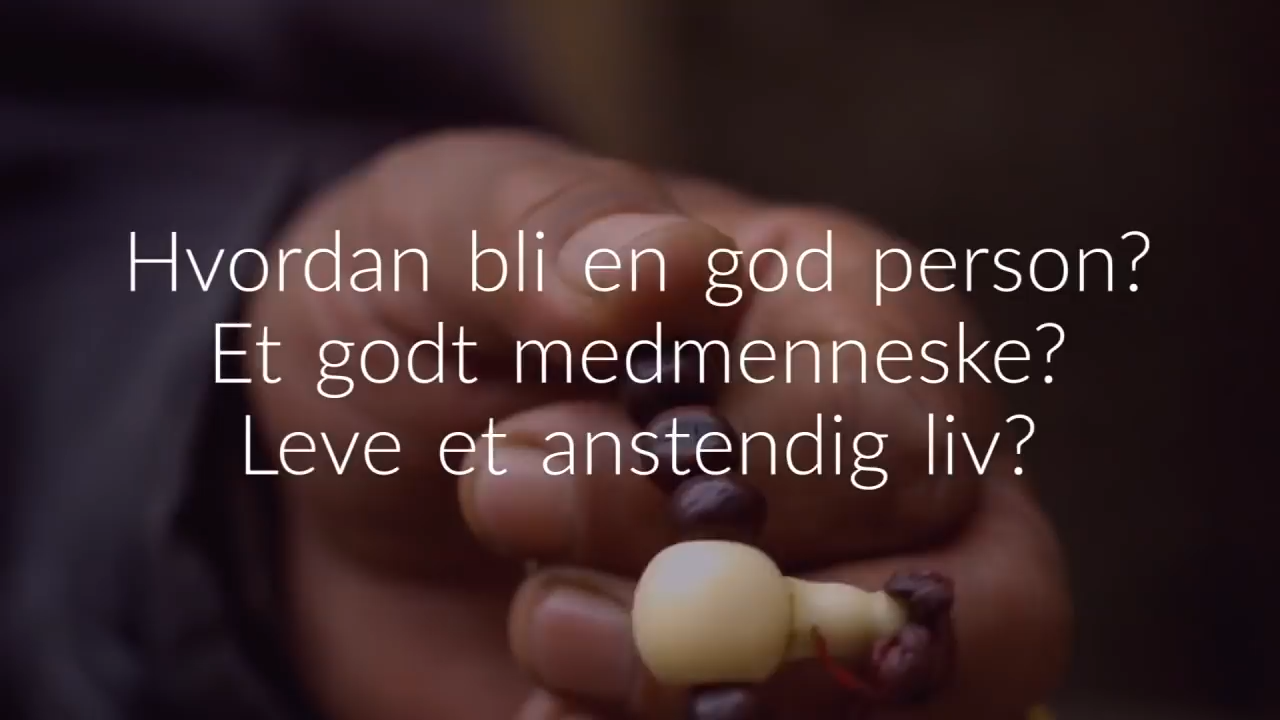 Hvordan bli en god person?
Et godt medmenneske?
Leve et anstendig liv?